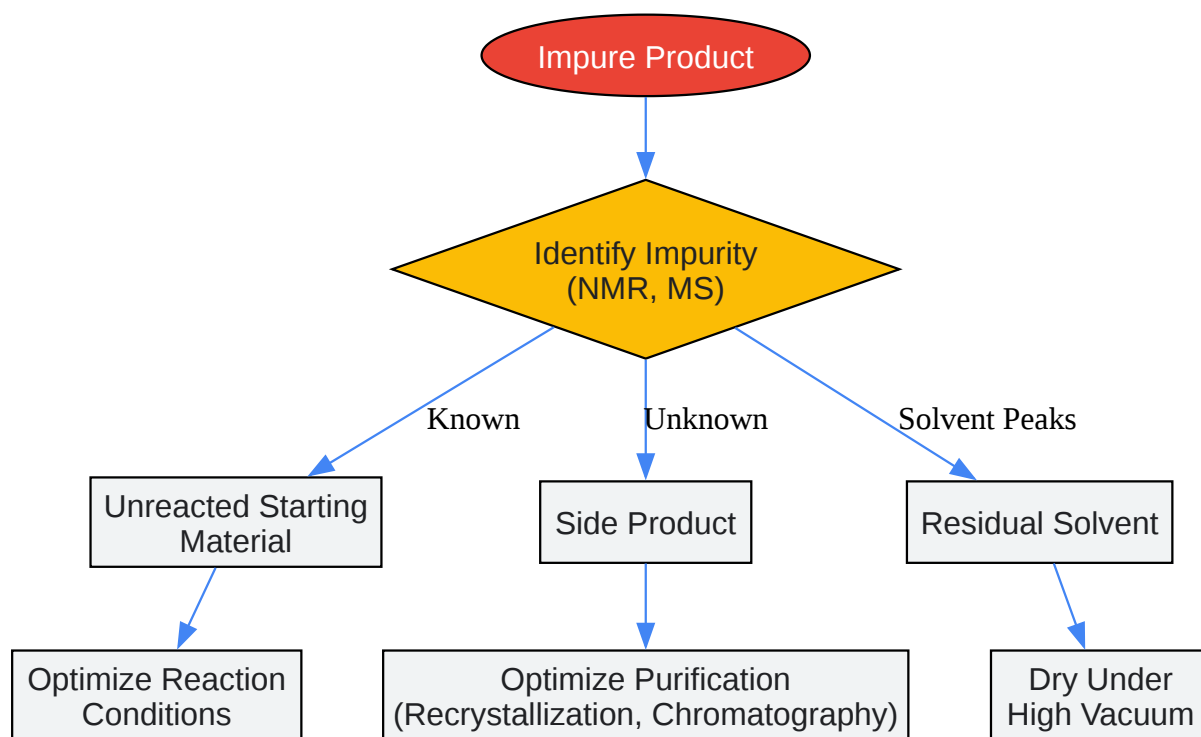 Impure Product
Identify Impurity
(NMR, MS)
Known
Unknown
Solvent Peaks
Unreacted Starting
Material
Side Product
Residual Solvent
Optimize Reaction
Conditions
Optimize Purification
(Recrystallization, Chromatography)
Dry Under
High Vacuum